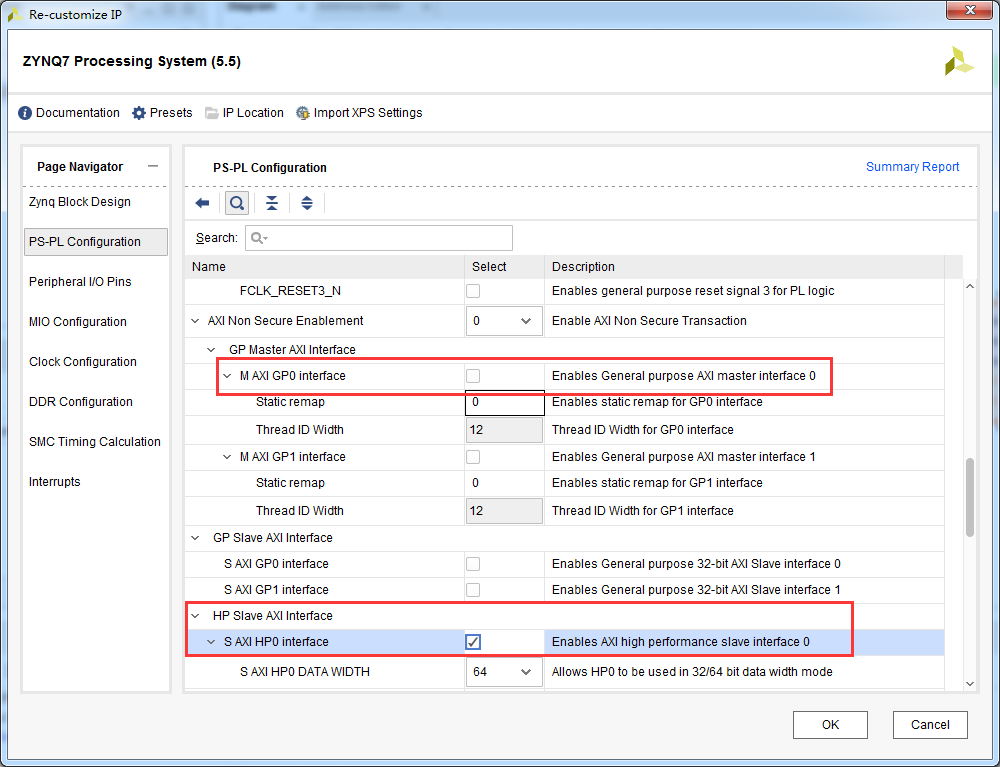 Re-customize IP
ZYNQ7 Processing System (5.5)
Documentation Presets IP Location Import XPS Settings
Page Navigator
Zynq Block Design
PS-PL Configuration
Peripheral I/O Pins
MIO Configuration
Clock Configuration
DDR Configuration
SMC Timing Calculation
Interrupts
PS-PL Configuration Summary Report
Search:
Name Select Description
FCLK_RESET3_N Enables general purpose reset signal 3 for PL logic
AXI Non Secure Enablement 0 Enable AXI Non Secure Transaction
GP Master AXI Interface
M AXI GP0 interface Enables General purpose AXI master interface 0
Static remap 0 Enables static remap for GP0 interface
Thread ID Width 12 Thread ID Width for GP0 interface
M AXI GP1 interface Enables General purpose AXI master interface 1
Static remap 0 Enables static remap for GP1 interface
Thread ID Width 12 Thread ID Width for GP1 interface
GP Slave AXI Interface
S AXI GP0 interface Enables General purpose 32-bit AXI Slave interface 0
S AXI GP1 interface Enables General purpose 32-bit AXI Slave interface 1
HP Slave AXI Interface
S AXI HP0 interface Enables AXI high performance slave interface 0
S AXI HP0 DATA WIDTH 64 Allows HP0 to be used in 32/64 bit data width mode
OK Cancel